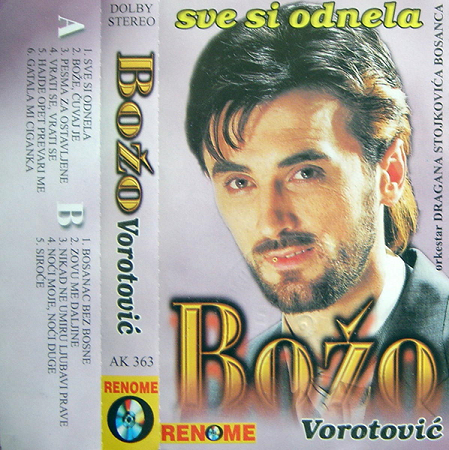 A
1. SVE SI ODNELA
2. BOŽE, ČUVAJ JE
3. PESMA ZA OSTAVLJENE
4. VRATI SE, VRATI SE
5. HAJDE OPET PREVARI ME
6. GATALA MI CIGANKA
B
1. BOSANAC BEZ BOSNE
2. ZOVU ME DALJINE
3. NIKAD NE UMIRU LJUBAVI PRAVE
4. NOĆI MOJE, NOĆI DUGE
5. SIROČE
DOLBY
STEREO
BOŽO
Vorotović
AK 363
RENOME
sve si odnela
orkestar DRAGANA STOJKOVIĆA BOSANCA
BOŽO
Vorotović
RENOME